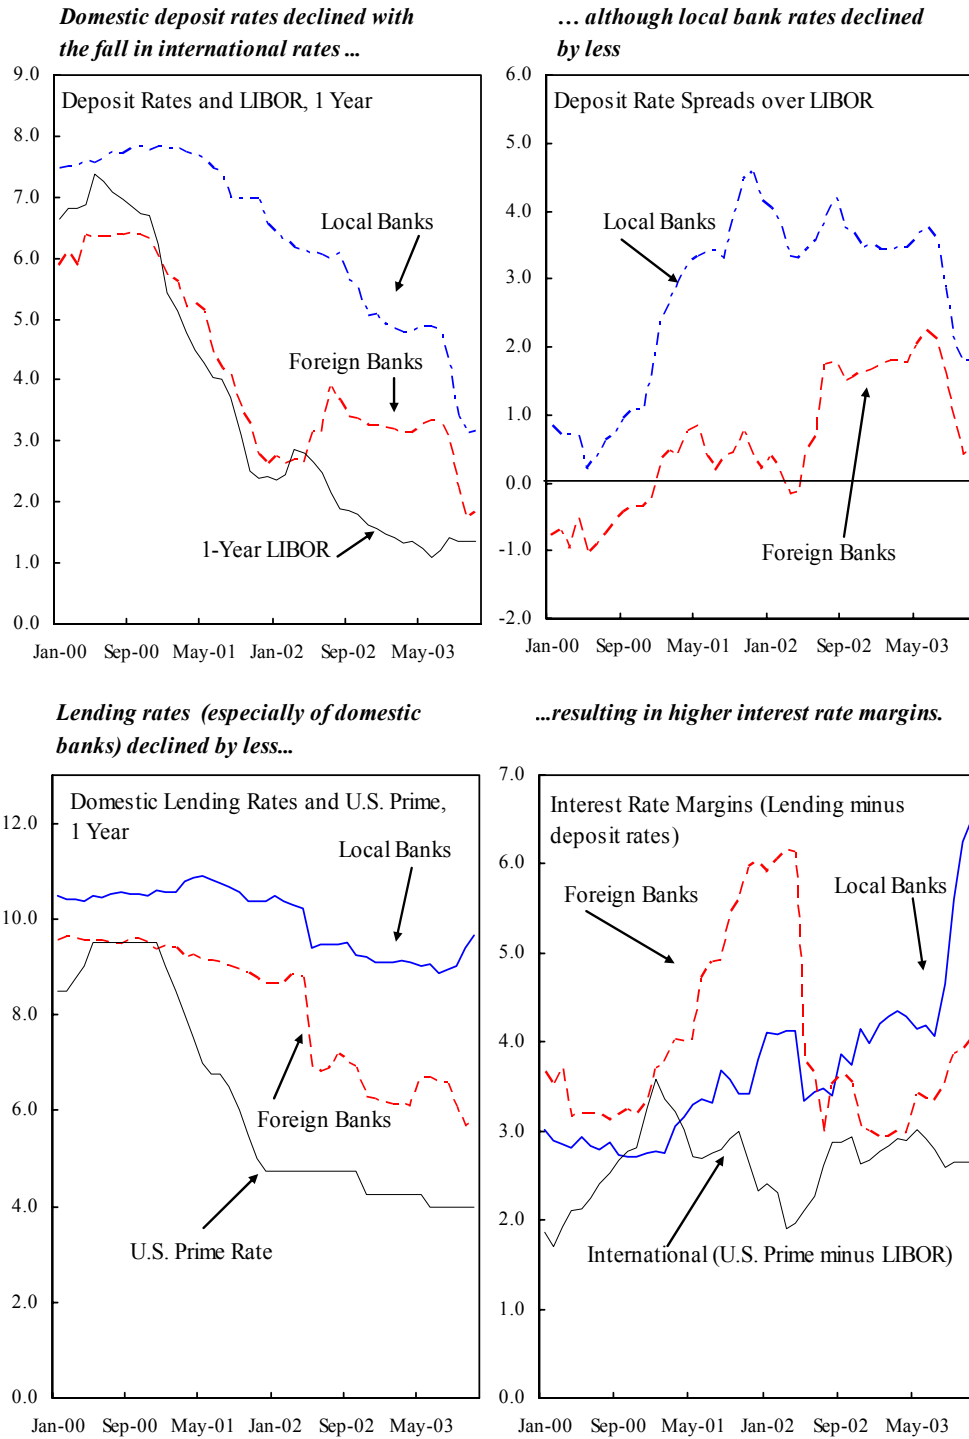 Domestic deposit rates declined with
the fall in international rates ...
... although local bank rates declined
by less
9.0
Deposit Rates and LIBOR, 1 Year
8.0
7.0
Local Banks
6.0
5.0
Foreign Banks
4.0
3.0
2.0
1-Year LIBOR
1.0
0.0
Jan-00 Sep-00 May-01 Jan-02 Sep-02 May-03
6.0
Deposit Rate Spreads over LIBOR
5.0
4.0
Local Banks
3.0
2.0
1.0
0.0
Foreign Banks
-1.0
-2.0
Jan-00 Sep-00 May-01 Jan-02 Sep-02 May-03
Lending rates (especially of domestic
banks) declined by less...
...resulting in higher interest rate margins.
Domestic Lending Rates and U.S. Prime,
12.0
1 Year
Local Banks
10.0
8.0
6.0
Foreign Banks
4.0
U.S. Prime Rate
2.0
0.0
Jan-00 Sep-00 May-01 Jan-02 Sep-02 May-03
7.0
Interest Rate Margins (Lending minus
deposit rates)
6.0
Foreign Banks
Local Banks
5.0
4.0
3.0
2.0
International (U.S. Prime minus LIBOR)
1.0
0.0
Jan-00 Sep-00 May-01 Jan-02 Sep-02 May-03